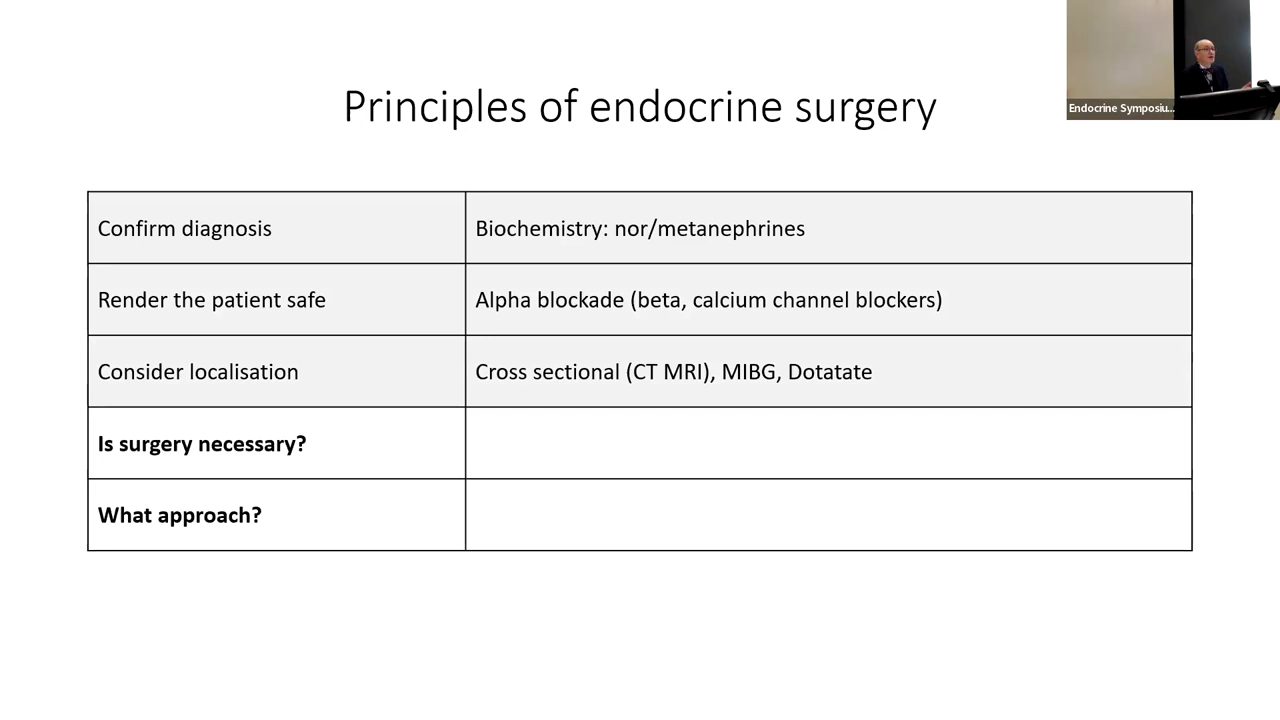 Principles of endocrine surgery
Endocrine Symposiu...
Confirm diagnosis
Biochemistry: nor/metanephrines
Render the patient safe
Alpha blockade (beta, calcium channel blockers)
Consider localisation
Cross sectional (CT MRI), MIBG, Dotatate
Is surgery necessary?
What approach?